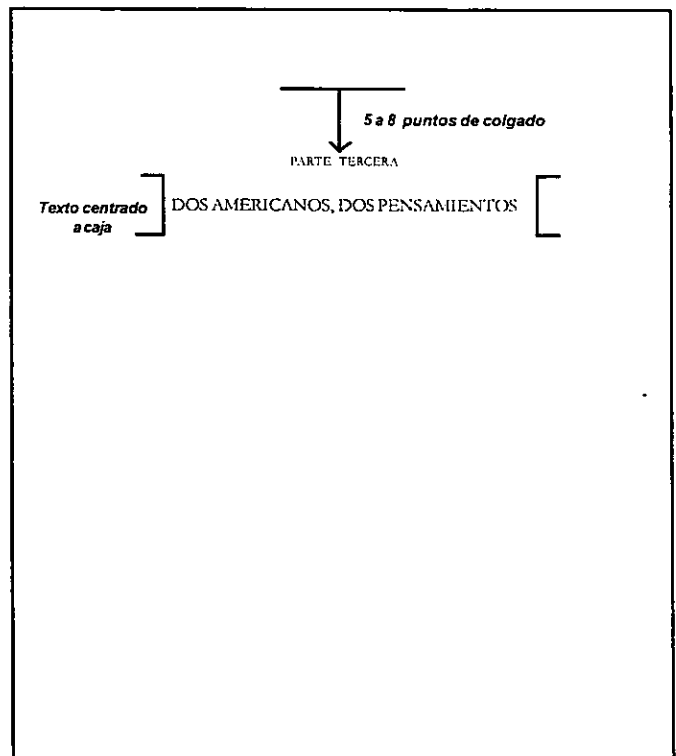 5 a 8 puntos de colgado
PARTE TERCERA
Texto centrado a caja
DOS AMERICANOS, DOS PENSAMIENTOS